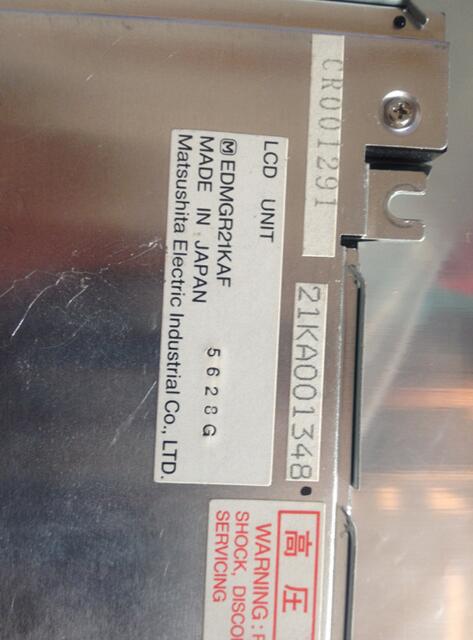 CR001291
21KA001348
LCD UNIT
Ⓜ EDMGR21KAF
MADE IN JAPAN 5628G
Matsushita Electric Industrial Co., LTD.
高圧
WARNING:
SHOCK,
SERVICING